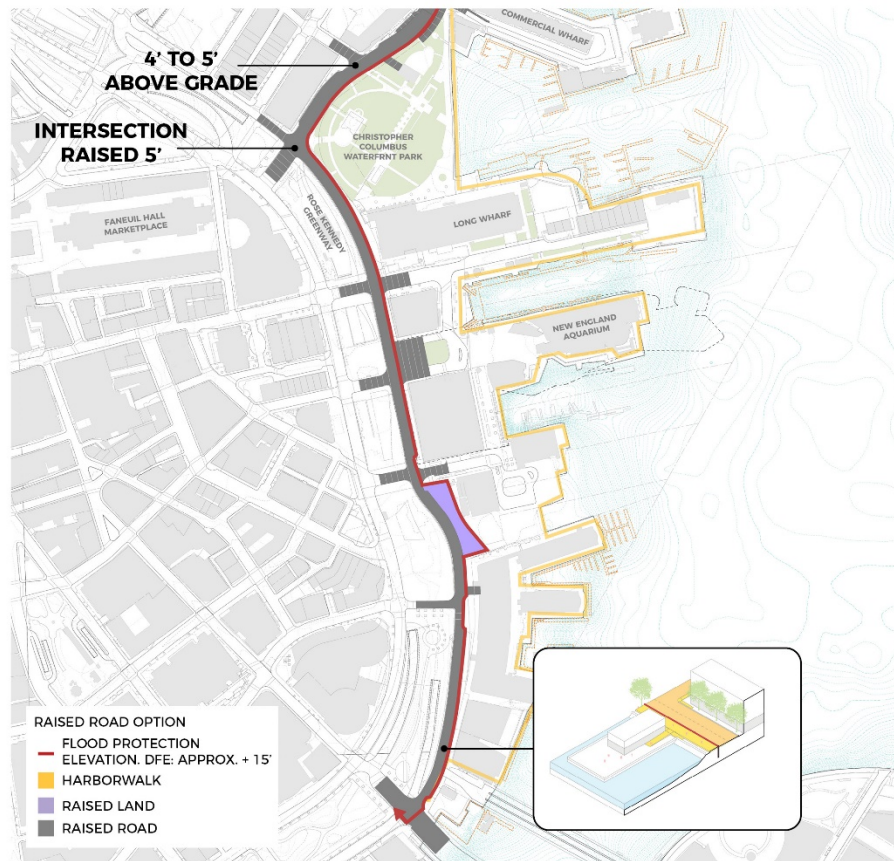 COMMERCIAL WHARF
4' TO 5'
ABOVE GRADE
INTERSECTION
RAISED 5'
CHRISTOPHER
COLUMBUS
WATERFRNT PARK
FANEUIL HALL
MARKETPLACE
ROSE KENNEDY
GREENWAY
LONG WHARF
NEW ENGLAND
AQUARIUM
RAISED ROAD OPTION
FLOOD PROTECTION
ELEVATION. DFE: APPROX. + 15'
HARBORWALK
RAISED LAND
RAISED ROAD